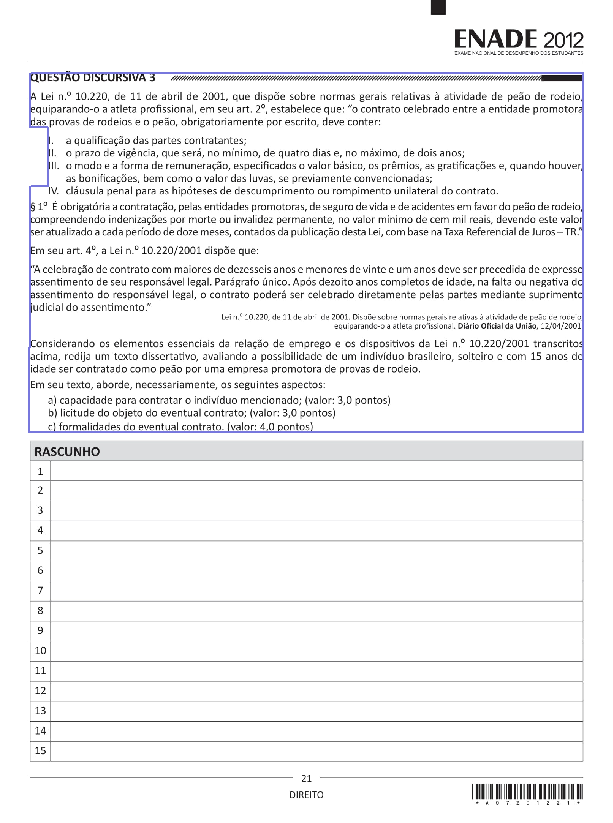 ENADE 2012
EXAME NACIONAL DE DESEMPENHO DOS ESTUDANTES
QUESTÃO DISCURSIVA 3
A Lei n.º 10.220, de 11 de abril de 2001, que dispõe sobre normas gerais relativas à atividade de peão de rodeio,
equiparando-o a atleta profissional, em seu art. 2º, estabelece que: “o contrato celebrado entre a entidade promotora
das provas de rodeios e o peão, obrigatoriamente por escrito, deve conter:
I. a qualificação das partes contratantes;
II. o prazo de vigência, que será, no mínimo, de quatro dias e, no máximo, de dois anos;
III. o modo e a forma de remuneração, especificados o valor básico, os prêmios, as gratificações e, quando houver,
as bonificações, bem como o valor das luvas, se previamente convencionadas;
IV. cláusula penal para as hipóteses de descumprimento ou rompimento unilateral do contrato.
§ 1º É obrigatória a contratação, pelas entidades promotoras, de seguro de vida e de acidentes em favor do peão de rodeio,
compreendendo indenizações por morte ou invalidez permanente, no valor mínimo de cem mil reais, devendo este valor
ser atualizado a cada período de doze meses, contados da publicação desta Lei, com base na Taxa Referencial de Juros – TR.”
Em seu art. 4º, a Lei n.º 10.220/2001 dispõe que:
“A celebração de contrato com maiores de dezesseis anos e menores de vinte e um anos deve ser precedida de expresso
assentimento de seu responsável legal. Parágrafo único. Após dezoito anos completos de idade, na falta ou negativa do
assentimento do responsável legal, o contrato poderá ser celebrado diretamente pelas partes mediante suprimento
judicial do assentimento.”
Lei n.º 10.220, de 11 de abril de 2001. Dispõe sobre normas gerais relativas à atividade de peão de rodeio
equiparando-o a atleta profissional. Diário Oficial da União, 12/04/2001
Considerando os elementos essenciais da relação de emprego e os dispositivos da Lei n.º 10.220/2001 transcritos
acima, redija um texto dissertativo, avaliando a possibilidade de um indivíduo brasileiro, solteiro e com 15 anos de
idade ser contratado como peão por uma empresa promotora de provas de rodeio.
Em seu texto, aborde, necessariamente, os seguintes aspectos:
a) capacidade para contratar o indivíduo mencionado; (valor: 3,0 pontos)
b) licitude do objeto do eventual contrato; (valor: 3,0 pontos)
c) formalidades do eventual contrato. (valor: 4,0 pontos)
RASCUNHO
1
2
3
4
5
6
7
8
9
10
11
12
13
14
15
21
DIREITO
* A 0 7 2 0 1 2 2 1 *